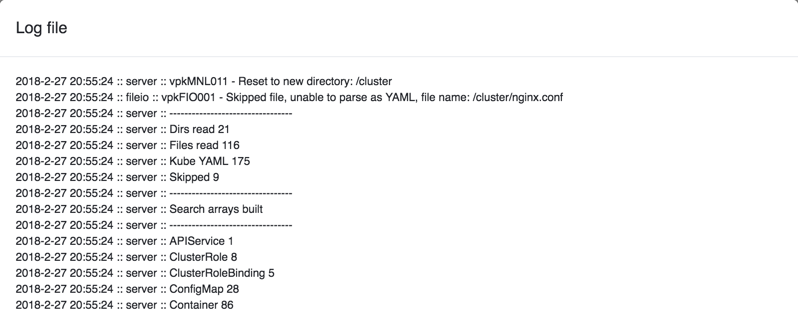 Log file
2018-2-27 20:55:24 :: server :: vpkMNL011 - Reset to new directory: /cluster
2018-2-27 20:55:24 :: fileio :: vpkFIO001 - Skipped file, unable to parse as YAML, file name: /cluster/nginx.conf
2018-2-27 20:55:24 :: server :: ---------------------------------
2018-2-27 20:55:24 :: server :: Dirs read 21
2018-2-27 20:55:24 :: server :: Files read 116
2018-2-27 20:55:24 :: server :: Kube YAML 175
2018-2-27 20:55:24 :: server :: Skipped 9
2018-2-27 20:55:24 :: server :: ---------------------------------
2018-2-27 20:55:24 :: server :: Search arrays built
2018-2-27 20:55:24 :: server :: ---------------------------------
2018-2-27 20:55:24 :: server :: APIService 1
2018-2-27 20:55:24 :: server :: ClusterRole 8
2018-2-27 20:55:24 :: server :: ClusterRoleBinding 5
2018-2-27 20:55:24 :: server :: ConfigMap 28
2018-2-27 20:55:24 :: server :: Container 86